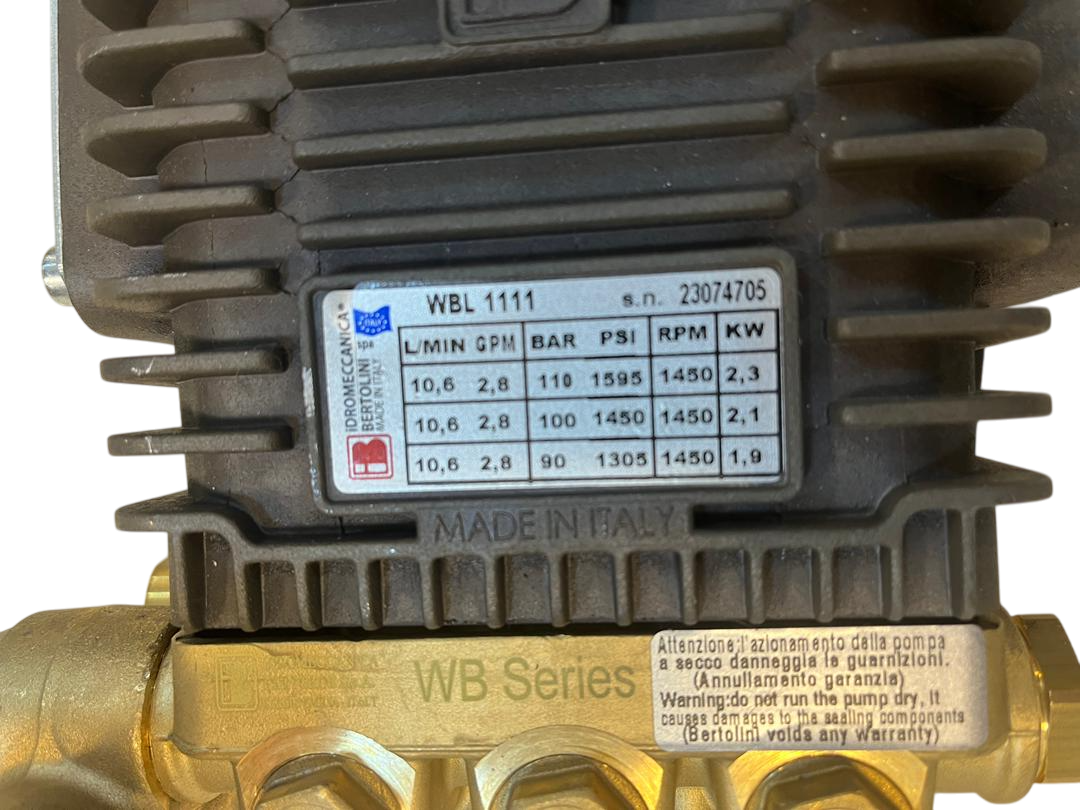 WBL 1111 s.n. 23074705
iDROMECCANICA®
BERTOLINI spa
MADE IN ITALY
ITALY
B
L/MIN GPM BAR PSI RPM KW
10,6 2,8 110 1595 1450 2,3
10,6 2,8 100 1450 1450 2,1
10,6 2,8 90 1305 1450 1,9
MADE IN ITALY
WB Series
Attenzione:l'azionamento della pompa
a secco danneggia le guarnizioni.
(Annullamento garanzia)
Warning:do not run the pump dry, it
causes damages to the sealing components
(Bertolini voids any warranty)